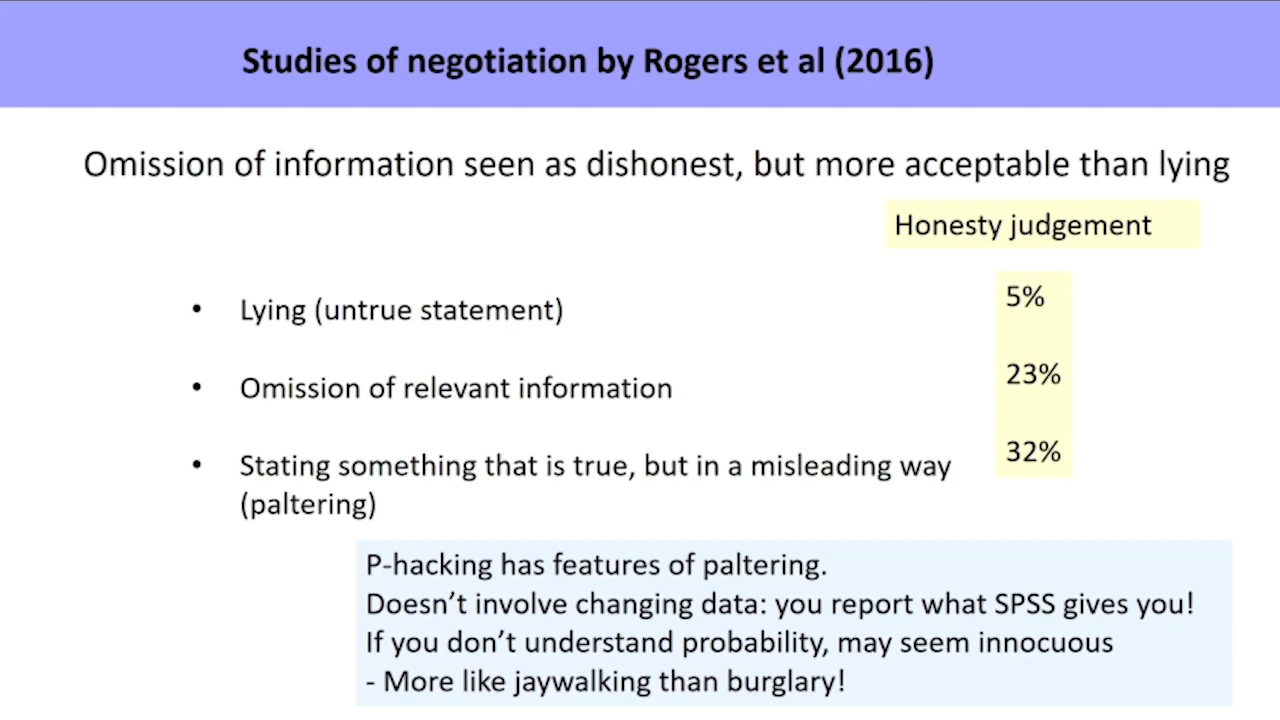 Studies of negotiation by Rogers et al (2016)
Omission of information seen as dishonest, but more acceptable than lying
Honesty judgement
• Lying (untrue statement) 5%
• Omission of relevant information 23%
• Stating something that is true, but in a misleading way 32%
(paltering)
P-hacking has features of paltering.
Doesn’t involve changing data: you report what SPSS gives you!
If you don’t understand probability, may seem innocuous
- More like jaywalking than burglary!